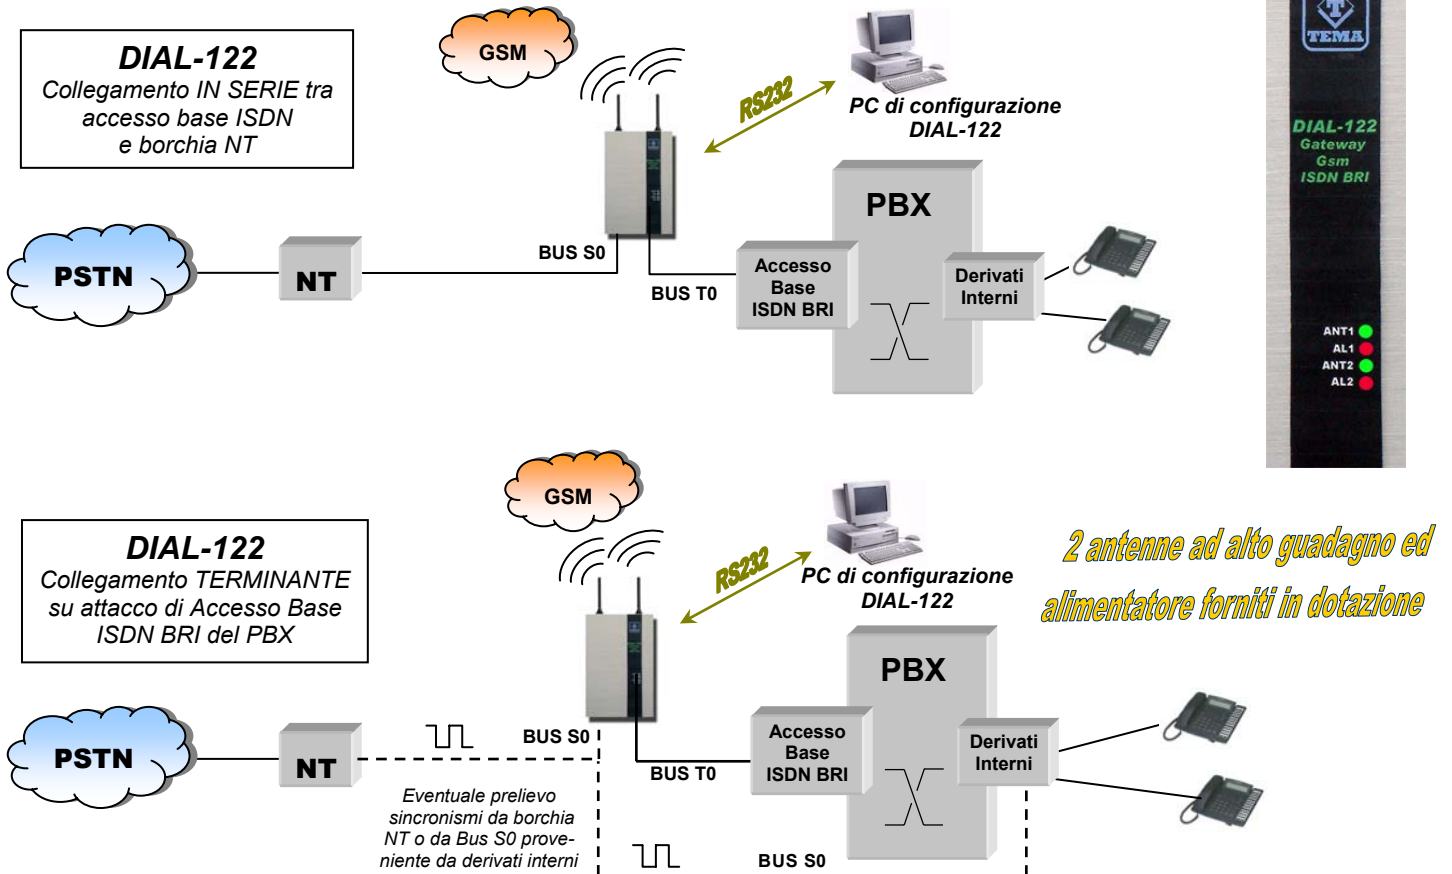 DIAL-122
Collegamento IN SERIE tra
accesso base ISDN
e borchia NT
GSM
RS232
PC di configurazione
DIAL-122
PBX
PSTN
NT
BUS S0
BUS T0
Accesso
Base
ISDN BRI
Derivati
Interni
TEMA
DIAL-122
Gateway
Gsm
ISDN BRI
ANT1
AL1
ANT2
AL2
DIAL-122
Collegamento TERMINANTE
su attacco di Accesso Base
ISDN BRI del PBX
GSM
RS232
PC di configurazione
DIAL-122
2 antenne ad alto guadagno ed
alimentatore forniti in dotazione
PBX
PSTN
NT
BUS S0
BUS T0
Accesso
Base
ISDN BRI
Derivati
Interni
Eventuale prelievo
sincronismi da borchia
NT o da Bus S0 prove-
niente da derivati interni
BUS S0